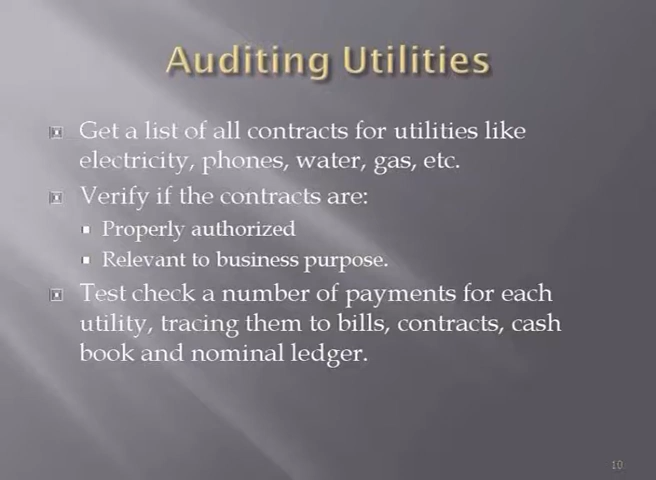 Auditing Utilities
Get a list of all contracts for utilities like
electricity, phones, water, gas, etc.
Verify if the contracts are:
Properly authorized
Relevant to business purpose.
Test check a number of payments for each
utility, tracing them to bills, contracts, cash
book and nominal ledger.
10